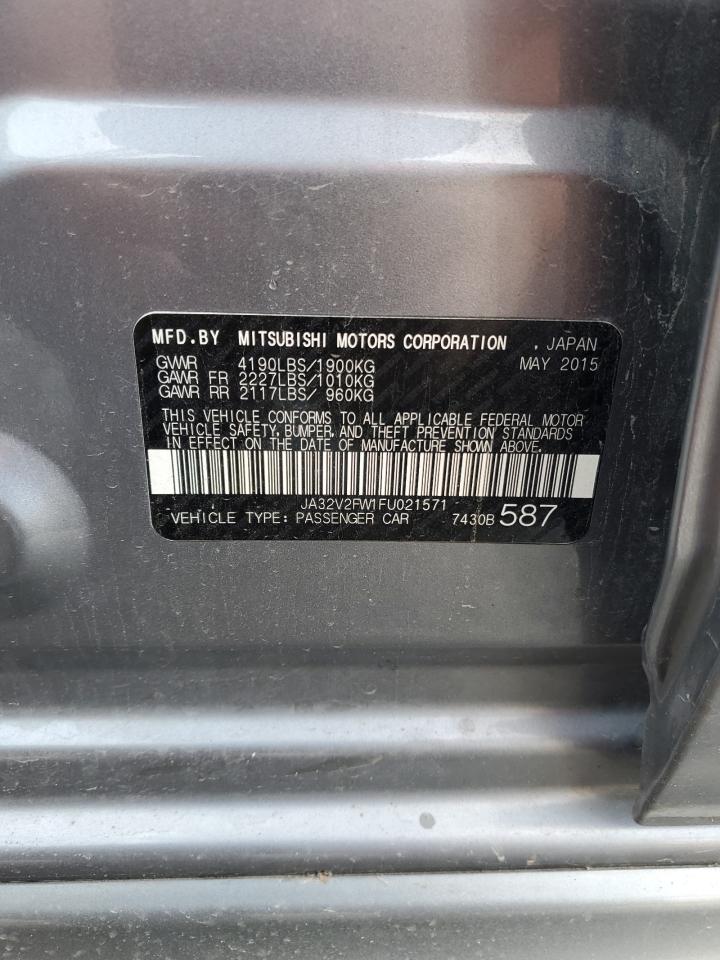 MFD.BY MITSUBISHI MOTORS CORPORATION , JAPAN
GVWR 4190LBS/1900KG MAY 2015
GAWR FR 2227LBS/1010KG
GAWR RR 2117LBS/ 960KG
THIS VEHICLE CONFORMS TO ALL APPLICABLE FEDERAL MOTOR
VEHICLE SAFETY, BUMPER, AND THEFT PREVENTION STANDARDS
IN EFFECT ON THE DATE OF MANUFACTURE SHOWN ABOVE.
JA32V2FW1FU021571
VEHICLE TYPE: PASSENGER CAR 7430B 587